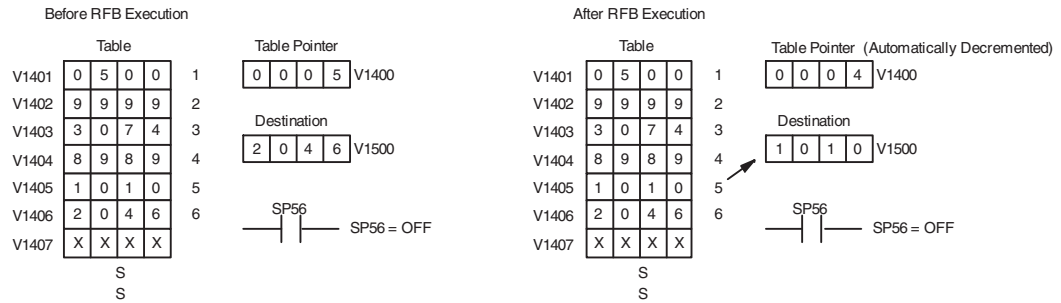 Before RFB Execution
Table
Table Pointer
V1401 0 5 0 0 1
0 0 0 5 V1400
V1402 9 9 9 9 2
V1403 3 0 7 4 3
Destination
V1404 8 9 8 9 4
2 0 4 6 V1500
V1405 1 0 1 0 5
V1406 2 0 4 6 6
SP56
SP56 = OFF
V1407 X X X X
S
S
After RFB Execution
Table
Table Pointer (Automatically Decremented)
V1401 0 5 0 0 1
0 0 0 4 V1400
V1402 9 9 9 9 2
V1403 3 0 7 4 3
Destination
V1404 8 9 8 9 4
1 0 1 0 V1500
V1405 1 0 1 0 5
V1406 2 0 4 6 6
SP56
SP56 = OFF
V1407 X X X X
S
S